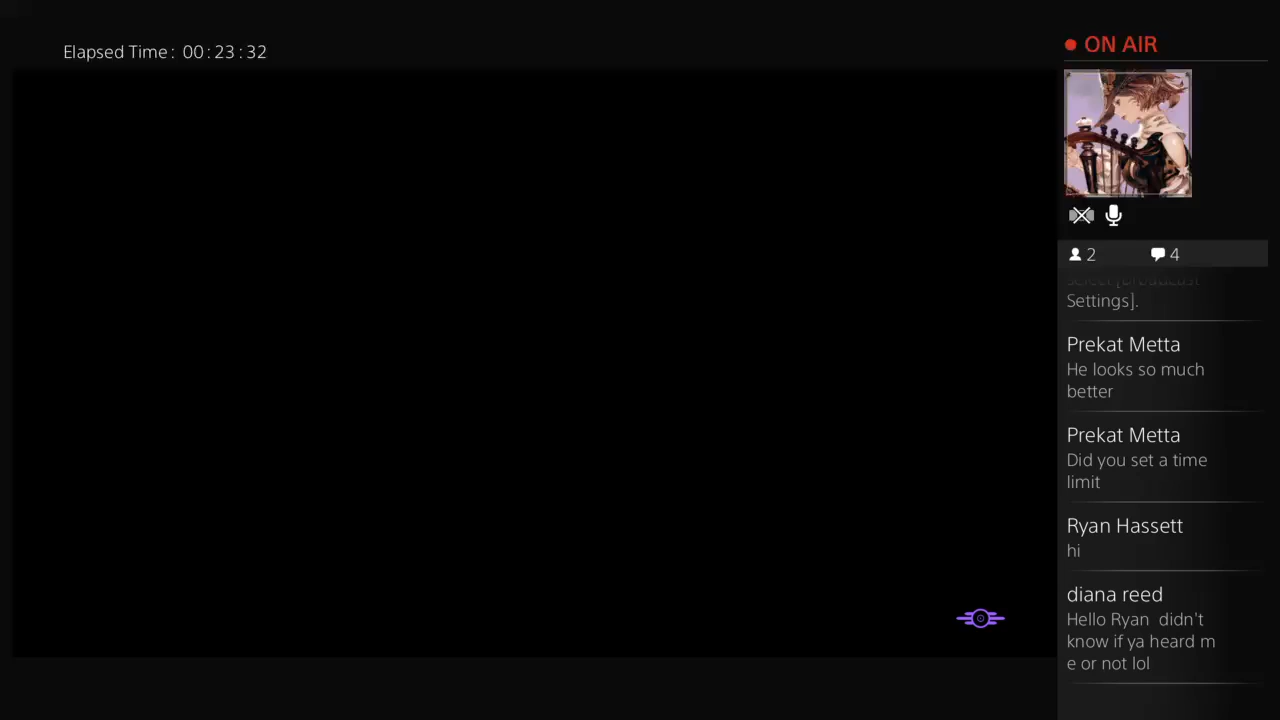 Elapsed Time: 00:23:32
ON AIR
2 4
Settings].
Prekat Metta
He looks so much
better
Prekat Metta
Did you set a time
limit
Ryan Hassett
hi
diana reed
Hello Ryan  didn't
know if ya heard m
e or not lol